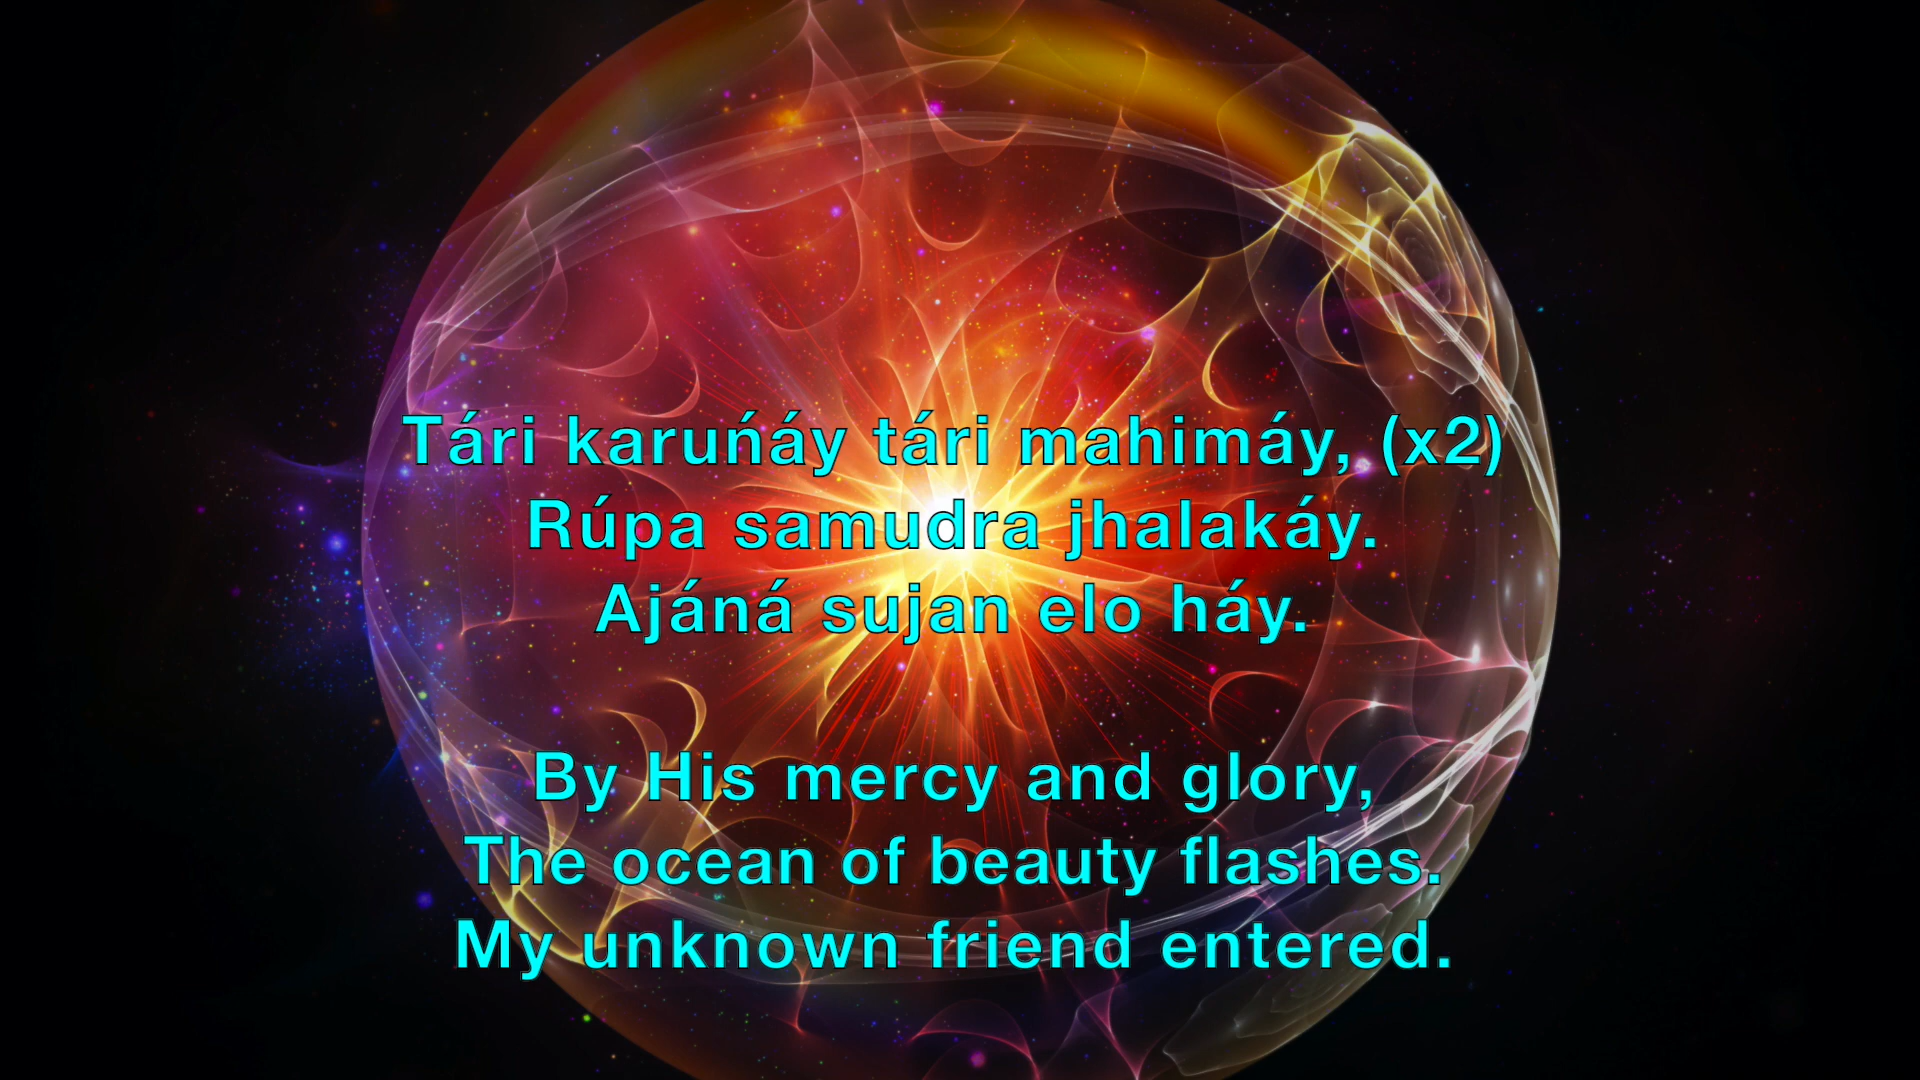 Tári karuńáy tári mahimáy, (x2)
Rúpa samudra jhalakáy.
Ajáná sujan elo háy.
By His mercy and glory,
The ocean of beauty flashes.
My unknown friend entered.